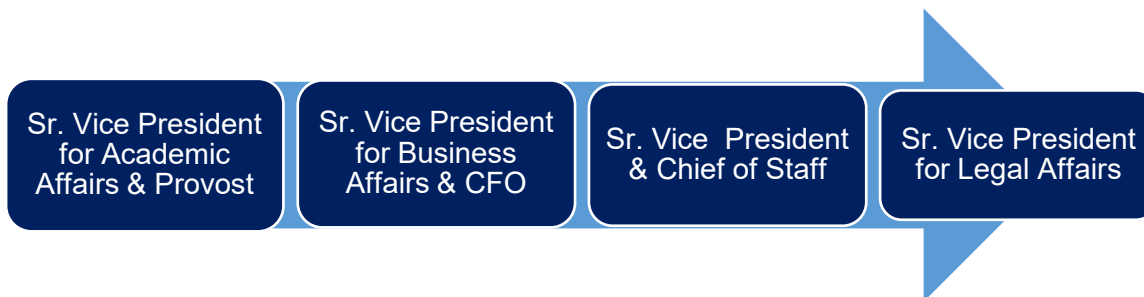 Sr. Vice President
for Academic
Affairs & Provost
Sr. Vice President
for Business
Affairs & CFO
Sr. Vice  President
& Chief of Staff
Sr. Vice President
for Legal Affairs